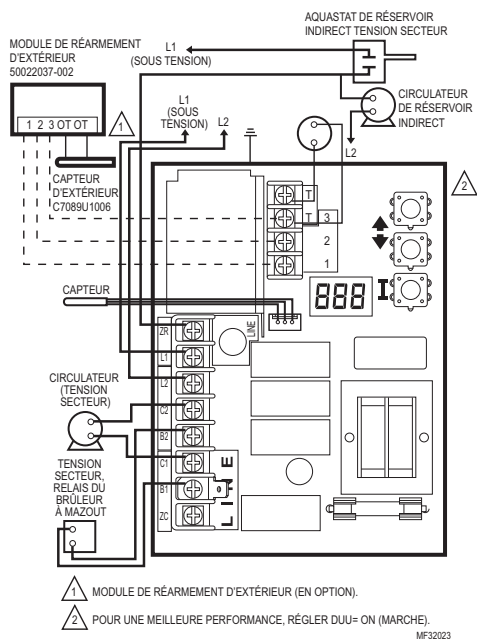 AQUASTAT DE RÉSERVOIR
INDIRECT TENSION SECTEUR
MODULE DE RÉARMEMENT
D'EXTÉRIEUR
50022037-002
L1
(SOUS TENSION)
CIRCULATEUR
DE RÉSERVOIR
INDIRECT
1 2 3 OT OT
1
L1
(SOUS
TENSION)
L2
L2
CAPTEUR
D'EXTÉRIEUR
C7089U1006
2
T
T 3
2
1
CAPTEUR
888
ZR
LINE
L1
L2
CIRCULATEUR
(TENSION
SECTEUR)
C2
B2
C1
B1
ZC
LINE
TENSION
SECTEUR,
RELAIS DU
BRÛLEUR
À MAZOUT
1 MODULE DE RÉARMEMENT D'EXTÉRIEUR (EN OPTION).
2 POUR UNE MEILLEURE PERFORMANCE, RÉGLER DUU= ON (MARCHE).
MF32023